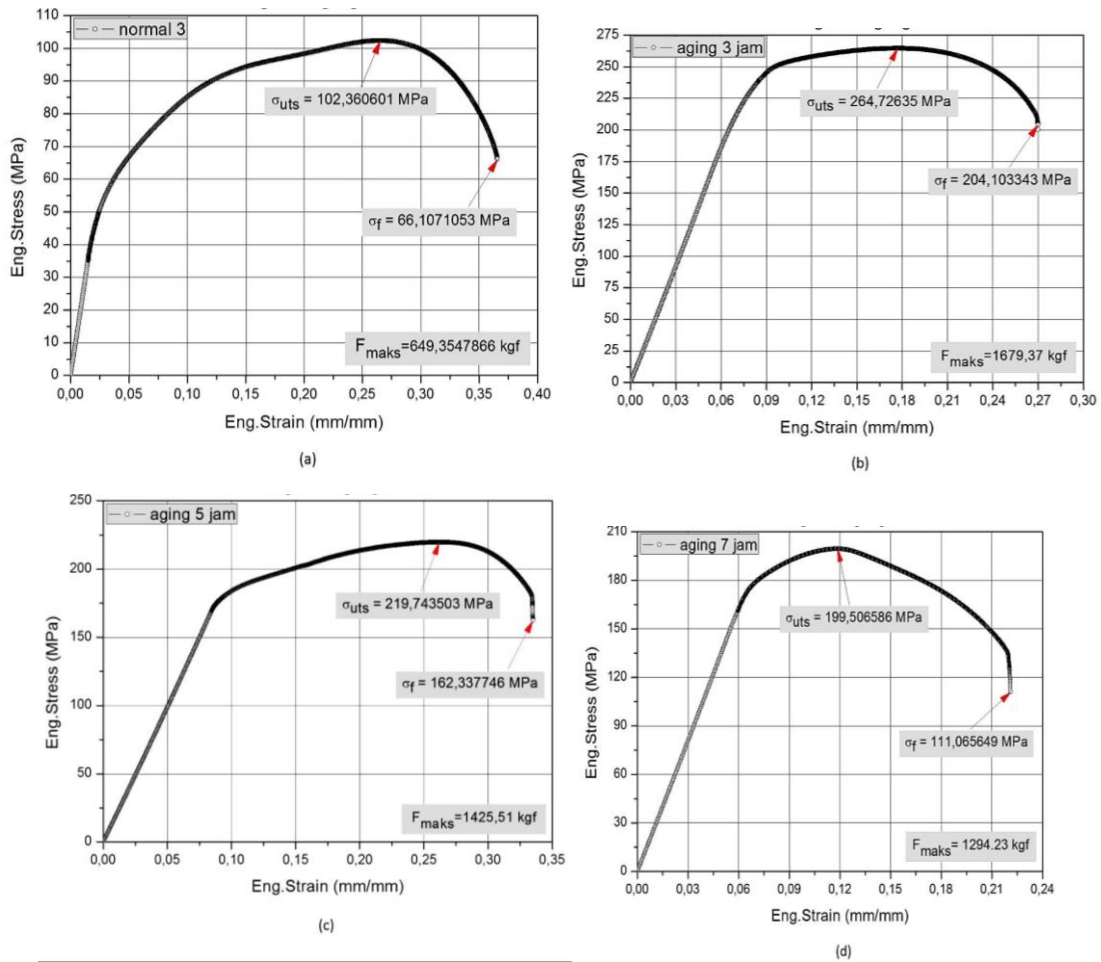 normal 3
110
100
90
80
70
60
50
40
30
20
10
0
Eng.Stress (MPa)
σuts = 102,360601 MPa
σf = 66,1071053 MPa
Fmaks=649,3547866 kgf
0,00 0,05 0,10 0,15 0,20 0,25 0,30 0,35 0,40
Eng.Strain (mm/mm)
(a)
aging 3 jam
275
250
225
200
175
150
125
100
75
50
25
0
Eng.Stress (MPa)
σuts = 264,72635 MPa
σf = 204,103343 MPa
Fmaks=1679,37 kgf
0,00 0,03 0,06 0,09 0,12 0,15 0,18 0,21 0,24 0,27 0,30
Eng.Strain (mm/mm)
(b)
aging 5 jam
250
200
150
100
50
0
Eng.Stress (MPa)
σuts = 219,743503 MPa
σf = 162,337746 MPa
Fmaks=1425,51 kgf
0,00 0,05 0,10 0,15 0,20 0,25 0,30 0,35
Eng.Strain (mm/mm)
(c)
aging 7 jam
210
180
150
120
90
60
30
0
Eng.Stress (MPa)
σuts = 199,506586 MPa
σf = 111,065649 MPa
Fmaks= 1294.23 kgf
0,00 0,03 0,06 0,09 0,12 0,15 0,18 0,21 0,24
Eng.Strain (mm/mm)
(d)